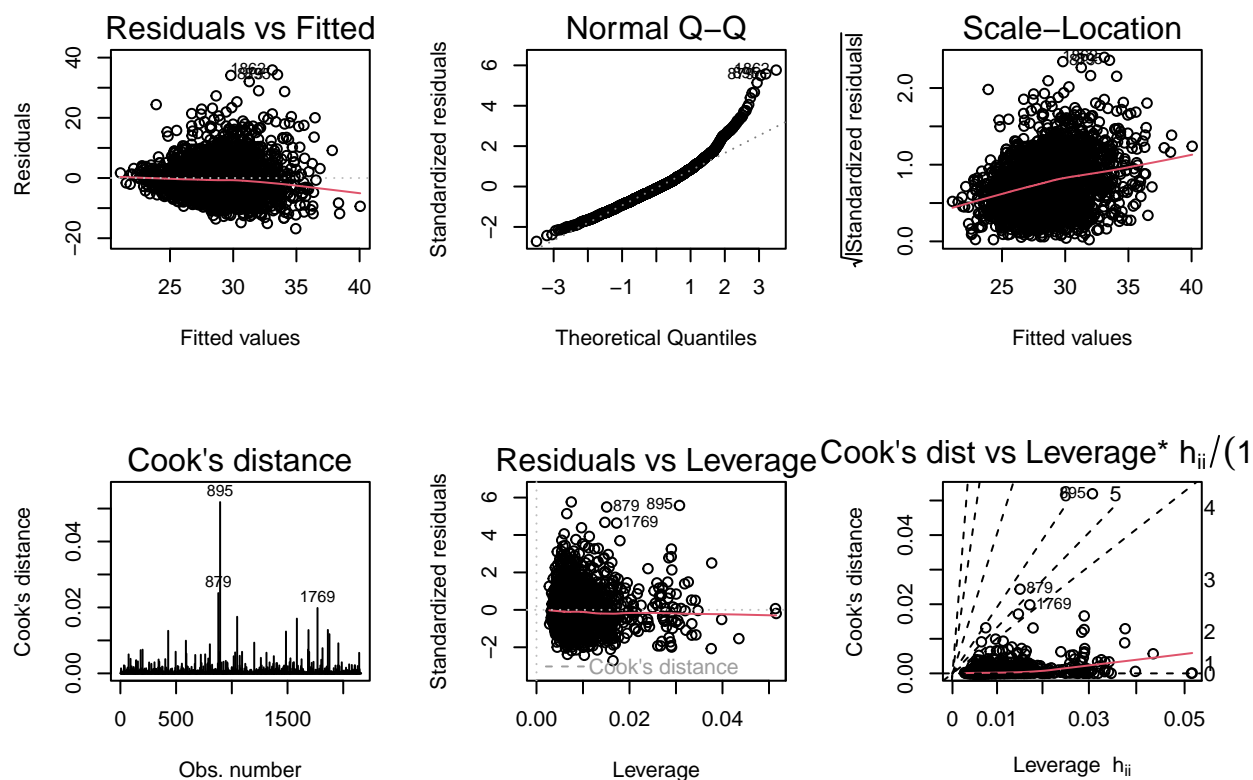 Residuals vs Fitted
Residuals
40
20
0
−20
25 30 35 40
Fitted values
1862
Normal Q−Q
Standardized residuals
6
4
2
0
−2
−3 −1 1 3
Theoretical Quantiles
1862
Scale−Location
√|Standardized residuals|
2.0
1.0
0.0
25 30 35 40
Fitted values
Cook's distance
Cook's distance
0.04
0.02
0.00
895
879
1769
0 500 1500
Obs. number
Residuals vs Leverage
Standardized residuals
6
4
2
0
−2
879 895
1769
Cook's distance
0.00 0.02 0.04
Leverage
Cook's dist vs Leverage* hii/(1
Cook's distance
0.04
0.02
0.00
895 5
4
3
2
1
0
879
1769
0 0.01 0.03 0.05
Leverage hii